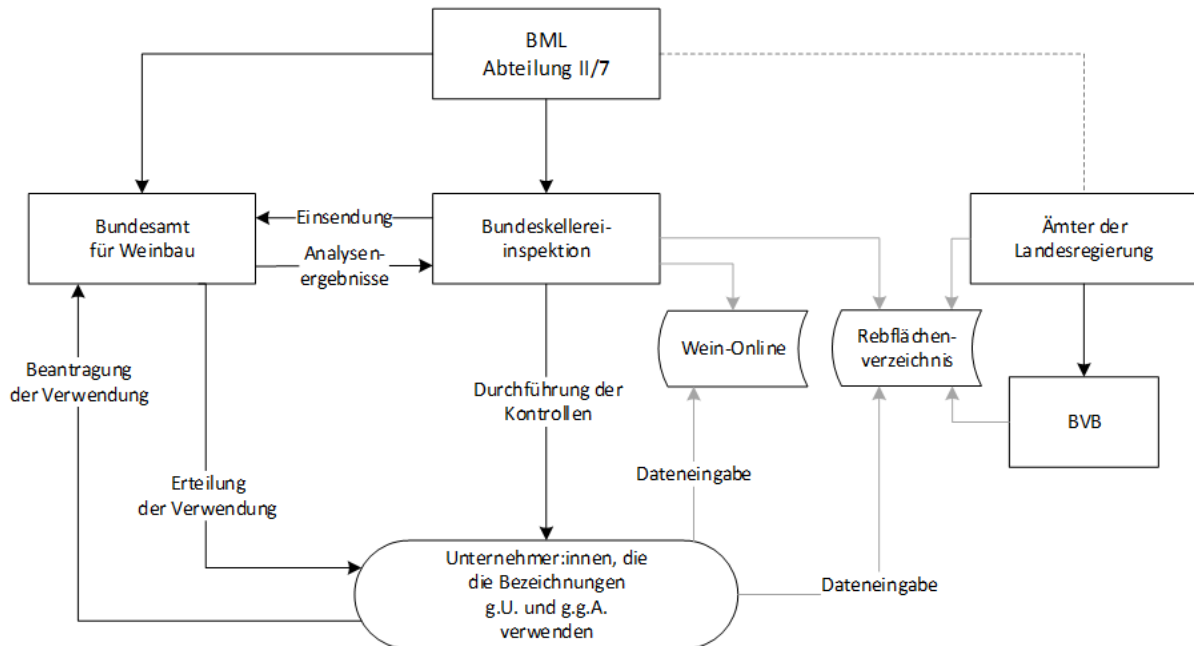 BML
Abteilung II/7
Bundesamt
für Weinbau
Einsendung
Analysen-
ergebnisse
Bundeskellerei-
inspektion
Ämter der
Landesregierung
Wein-Online
Rebflächen-
verzeichnis
Beantragung
der Verwendung
Durchführung der
Kontrollen
BVB
Erteilung
der Verwendung
Dateneingabe
Unternehmer:innen, die
die Bezeichnungen
g.U. und g.g.A.
verwenden
Dateneingabe